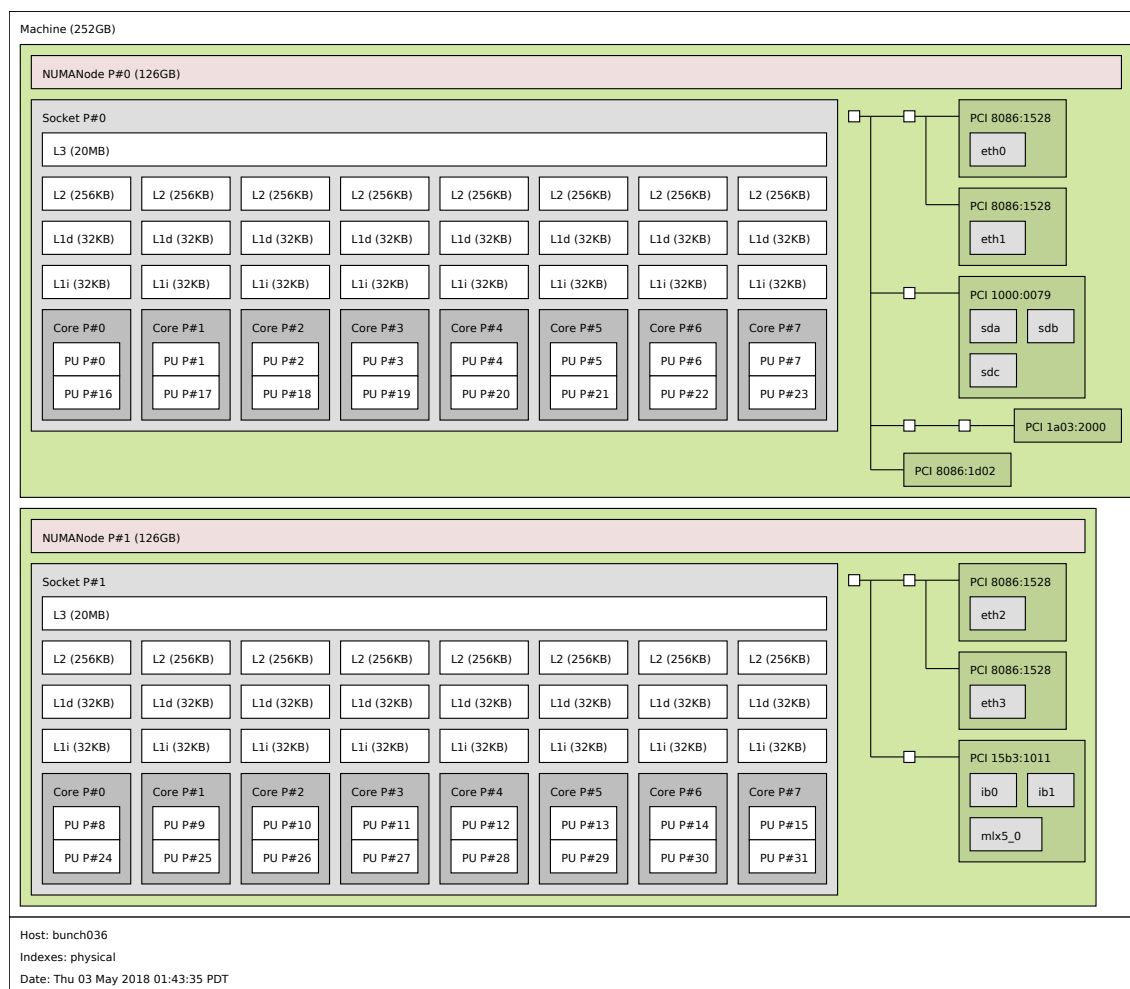 Machine (252GB)
NUMANode P#0 (126GB)
Socket P#0
L3 (20MB)
L2 (256KB) L2 (256KB) L2 (256KB) L2 (256KB) L2 (256KB) L2 (256KB) L2 (256KB) L2 (256KB)
L1d (32KB) L1d (32KB) L1d (32KB) L1d (32KB) L1d (32KB) L1d (32KB) L1d (32KB) L1d (32KB)
L1i (32KB) L1i (32KB) L1i (32KB) L1i (32KB) L1i (32KB) L1i (32KB) L1i (32KB) L1i (32KB)
Core P#0 Core P#1 Core P#2 Core P#3 Core P#4 Core P#5 Core P#6 Core P#7
PU P#0 PU P#1 PU P#2 PU P#3 PU P#4 PU P#5 PU P#6 PU P#7
PU P#16 PU P#17 PU P#18 PU P#19 PU P#20 PU P#21 PU P#22 PU P#23
PCI 8086:1528
eth0
PCI 8086:1528
eth1
PCI 1000:0079
sda sdb
sdc
PCI 1a03:2000
PCI 8086:1d02
NUMANode P#1 (126GB)
Socket P#1
L3 (20MB)
L2 (256KB) L2 (256KB) L2 (256KB) L2 (256KB) L2 (256KB) L2 (256KB) L2 (256KB) L2 (256KB)
L1d (32KB) L1d (32KB) L1d (32KB) L1d (32KB) L1d (32KB) L1d (32KB) L1d (32KB) L1d (32KB)
L1i (32KB) L1i (32KB) L1i (32KB) L1i (32KB) L1i (32KB) L1i (32KB) L1i (32KB) L1i (32KB)
Core P#0 Core P#1 Core P#2 Core P#3 Core P#4 Core P#5 Core P#6 Core P#7
PU P#8 PU P#9 PU P#10 PU P#11 PU P#12 PU P#13 PU P#14 PU P#15
PU P#24 PU P#25 PU P#26 PU P#27 PU P#28 PU P#29 PU P#30 PU P#31
PCI 8086:1528
eth2
PCI 8086:1528
eth3
PCI 15b3:1011
ib0 ib1
mlx5_0
Host: bunch036
Indexes: physical
Date: Thu 03 May 2018 01:43:35 PDT